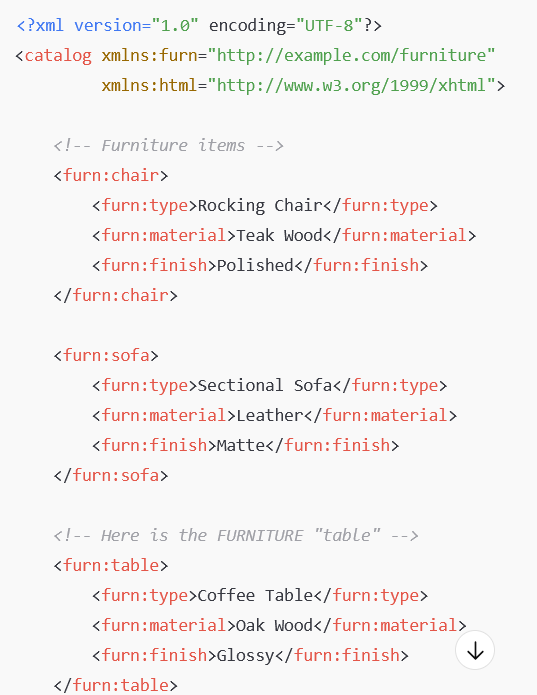 <?xml version="1.0" encoding="UTF-8"?>
<catalog xmlns:furn="http://example.com/furniture"
         xmlns:html="http://www.w3.org/1999/xhtml">

    <!-- Furniture items -->
    <furn:chair>
        <furn:type>Rocking Chair</furn:type>
        <furn:material>Teak Wood</furn:material>
        <furn:finish>Polished</furn:finish>
    </furn:chair>

    <furn:sofa>
        <furn:type>Sectional Sofa</furn:type>
        <furn:material>Leather</furn:material>
        <furn:finish>Matte</furn:finish>
    </furn:sofa>

    <!-- Here is the FURNITURE "table" -->
    <furn:table>
        <furn:type>Coffee Table</furn:type>
        <furn:material>Oak Wood</furn:material>
        <furn:finish>Glossy</furn:finish>
    </furn:table>